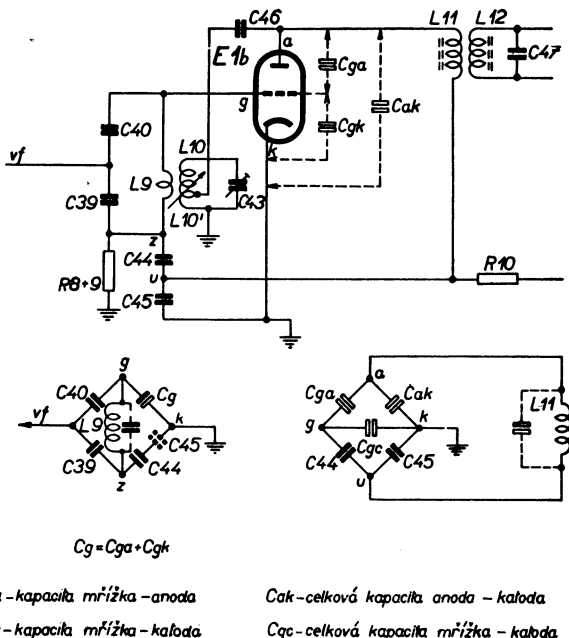 C46
L11 L12
a
E1b
Cga
C47
g
Cak
C40
Cgk
vf
k
L10
L9
C39
C43
L10'
z
C44
u
R10
R8+9
C45
g a
C40 Cg Cga Cak
vf L9 k g k L11
C45
C39 C44 C44 Cgc C45
z u
Cg=Cga+Cgk
-kapacita mřížka-anoda Cak-celková kapacita anoda-katoda
-kapacita mřížka-katoda Cgc-celková kapacita mřížka-katoda